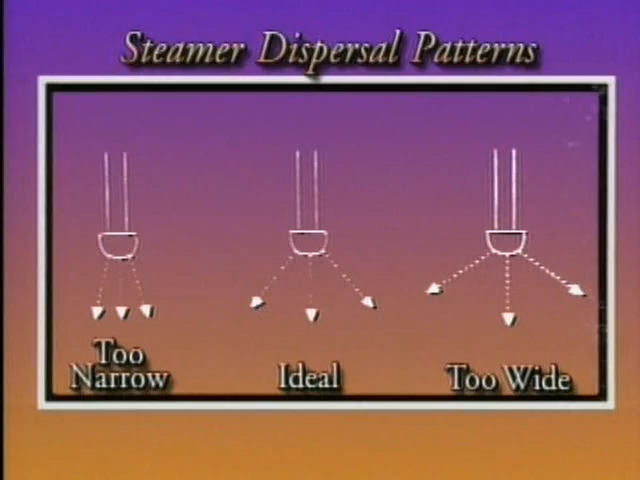 Steamer Dispersal Patterns
Too
Narrow
Ideal
Too Wide